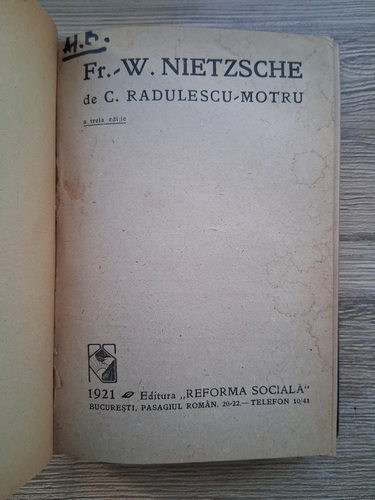 H.B.
Fr.-W. NIETZSCHE
de C. RADULESCU-MOTRU
a treia ediție
1921 Editura „REFORMA SOCIALĂ"
BUCUREȘTI, PASAGIUL ROMÂN, 20-22.— TELEFON 10/41